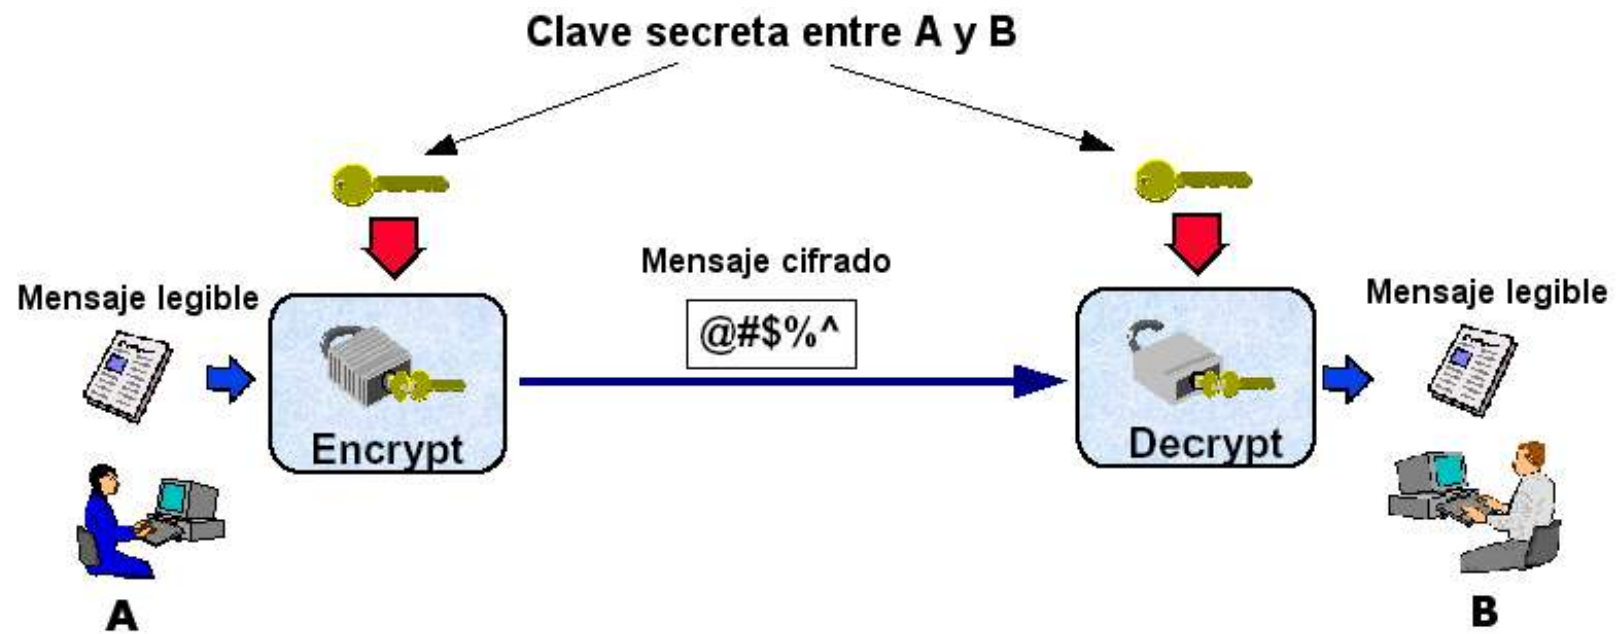 Clave secreta entre A y B
Mensaje cifrado
Mensaje legible
Mensaje legible
@#$%^
Encrypt
Decrypt
A
B